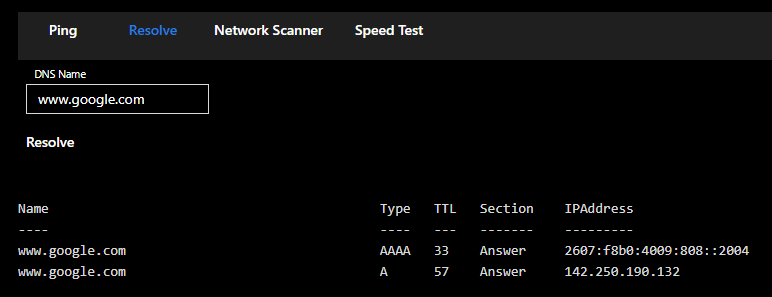 Ping Resolve Network Scanner Speed Test
DNS Name
www.google.com
Resolve
Name Type TTL Section IPAddress
---- ---- --- ------- ---------
www.google.com AAAA 33 Answer 2607:f8b0:4009:808::2004
www.google.com A 57 Answer 142.250.190.132